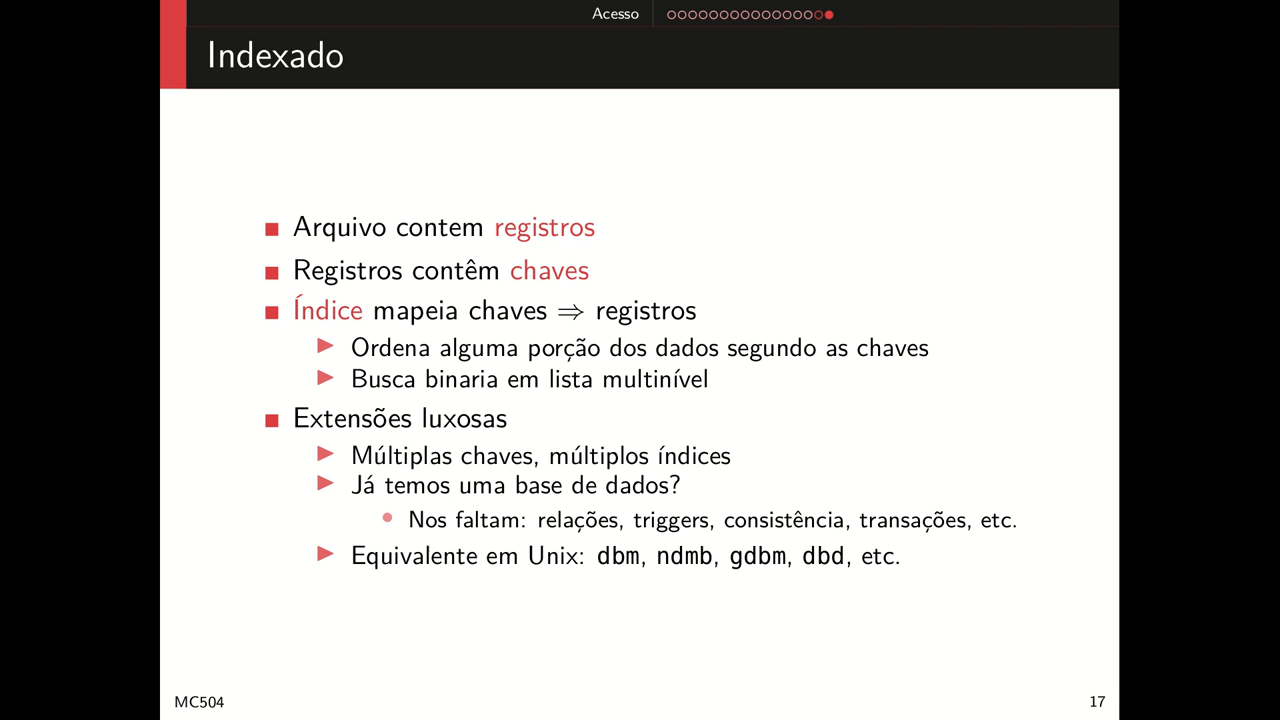 Acesso
Indexado
Arquivo contem registros
Registros contêm chaves
Índice mapeia chaves ⇒ registros
Ordena alguma porção dos dados segundo as chaves
Busca binaria em lista multinível
Extensões luxosas
Múltiplas chaves, múltiplos índices
Já temos uma base de dados?
Nos faltam: relações, triggers, consistência, transações, etc.
Equivalente em Unix: dbm, ndmb, gdbm, dbd, etc.
MC504
17